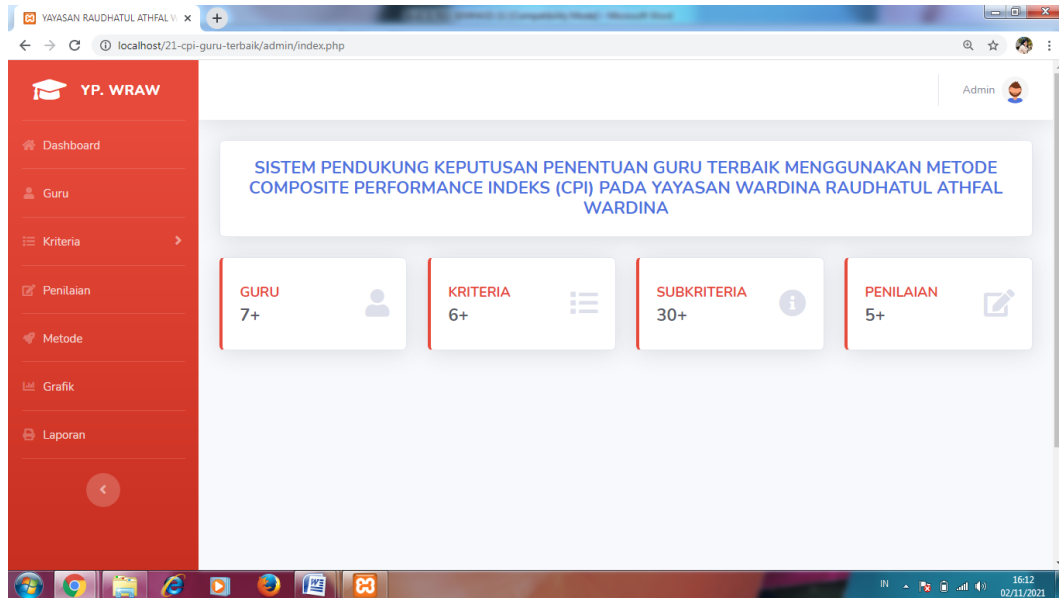 YAYASAN RAUDHATUL ATHFAL W
localhost/21-cpi-guru-terbaik/admin/index.php
YP. WRAW
Admin
Dashboard
Guru
Kriteria
Penilaian
Metode
Grafik
Laporan
SISTEM PENDUKUNG KEPUTUSAN PENENTUAN GURU TERBAIK MENGGUNAKAN METODE
COMPOSITE PERFORMANCE INDEKS (CPI) PADA YAYASAN WARDINA RAUDHATUL ATHFAL
WARDINA
GURU
7+
KRITERIA
6+
SUBKRITERIA
30+
PENILAIAN
5+
IN
16:12
02/11/2021